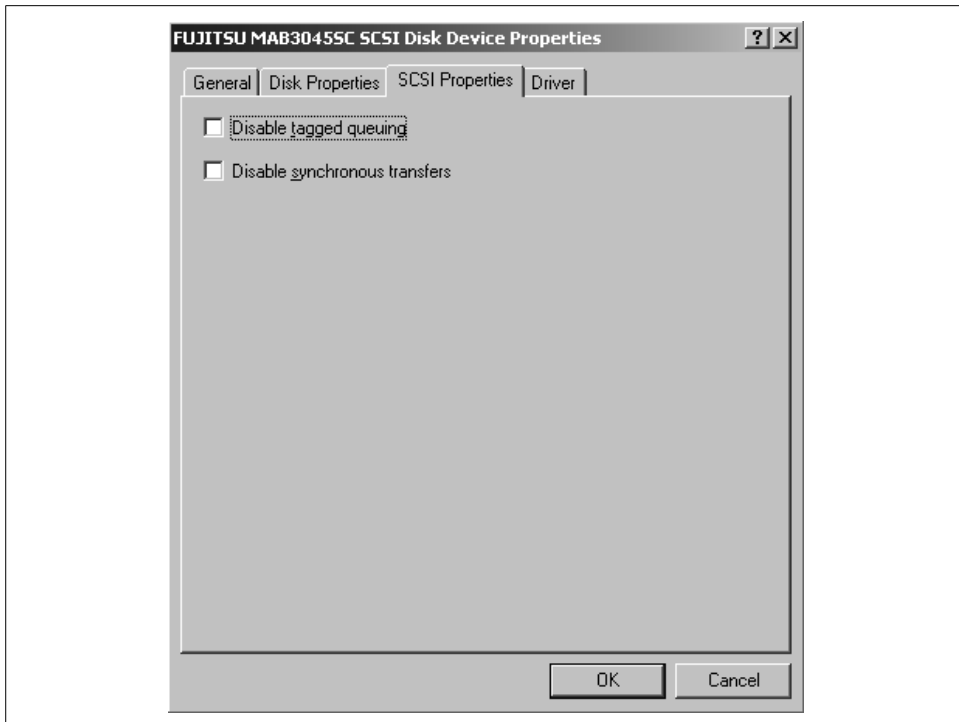 FUJITSU MAB3045SC SCSI Disk Device Properties
General Disk Properties SCSI Properties Driver
Disable tagged queuing
Disable synchronous transfers
OK Cancel